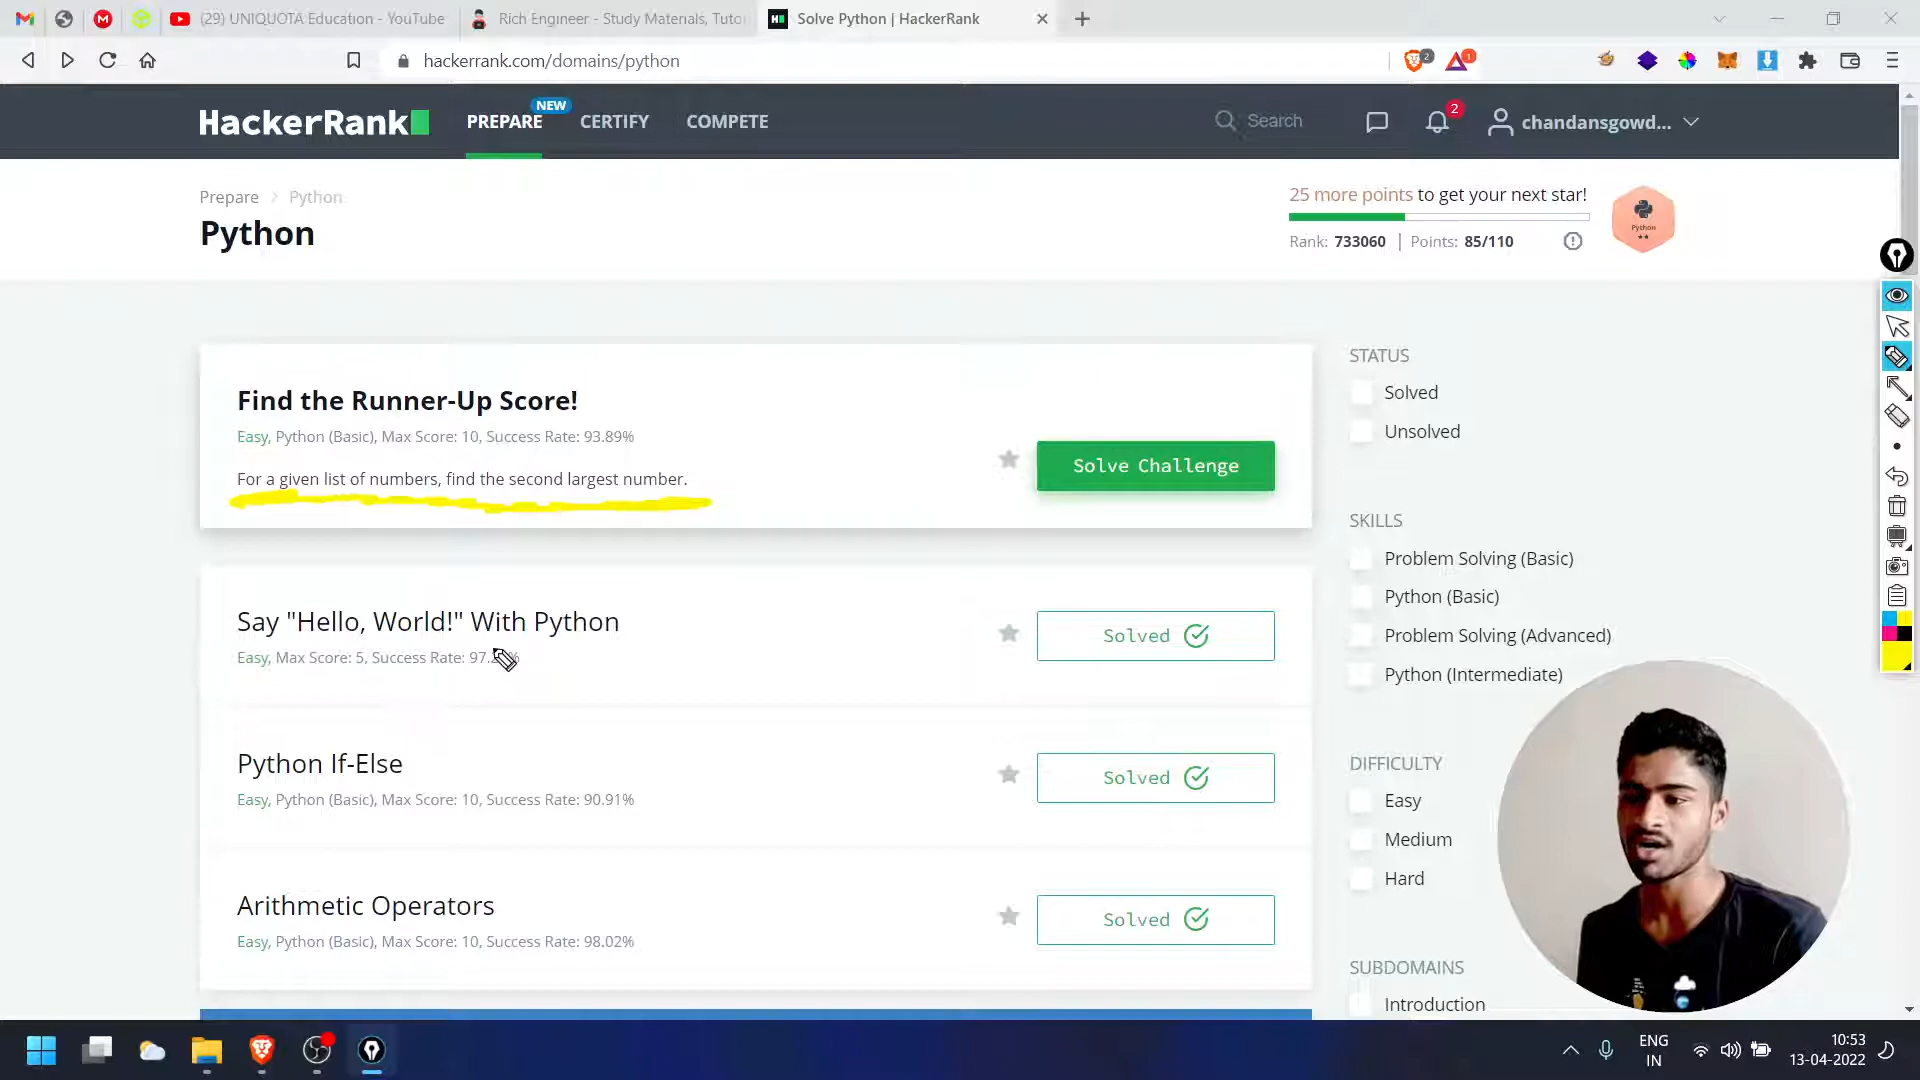 (29) UNIQUOTA Education - YouTube
Rich Engineer - Study Materials, Tuto
Solve Python | HackerRank
hackerrank.com/domains/python
2
1
HackerRank
PREPARE
NEW
CERTIFY
COMPETE
Search
2
chandansgowd...
Prepare
Python
Python
25 more points to get your next star!
Rank: 733060 | Points: 85/110
Python
Find the Runner-Up Score!
Easy, Python (Basic), Max Score: 10, Success Rate: 93.89%
For a given list of numbers, find the second largest number.
Solve Challenge
Say "Hello, World!" With Python
Easy, Max Score: 5, Success Rate:
Solved
Python If-Else
Easy, Python (Basic), Max Score: 10, Success Rate: 90.91%
Solved
Arithmetic Operators
Easy, Python (Basic), Max Score: 10, Success Rate: 98.02%
Solved
STATUS
Solved
Unsolved
SKILLS
Problem Solving (Basic)
Python (Basic)
Problem Solving (Advanced)
Python (Intermediate)
DIFFICULTY
Easy
Medium
Hard
SUBDOMAINS
Introduction
ENG
IN
10:53
13-04-2022